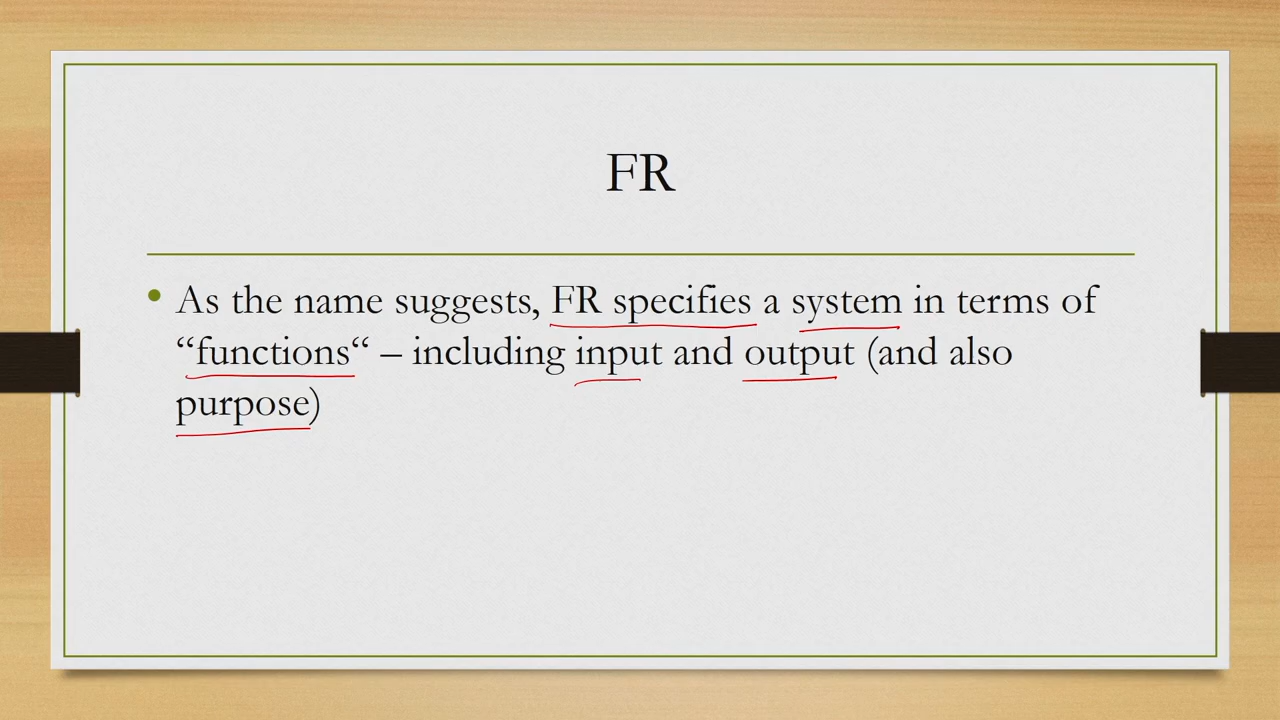 FR
• As the name suggests, FR specifies a system in terms of
“functions“ – including input and output (and also
purpose)